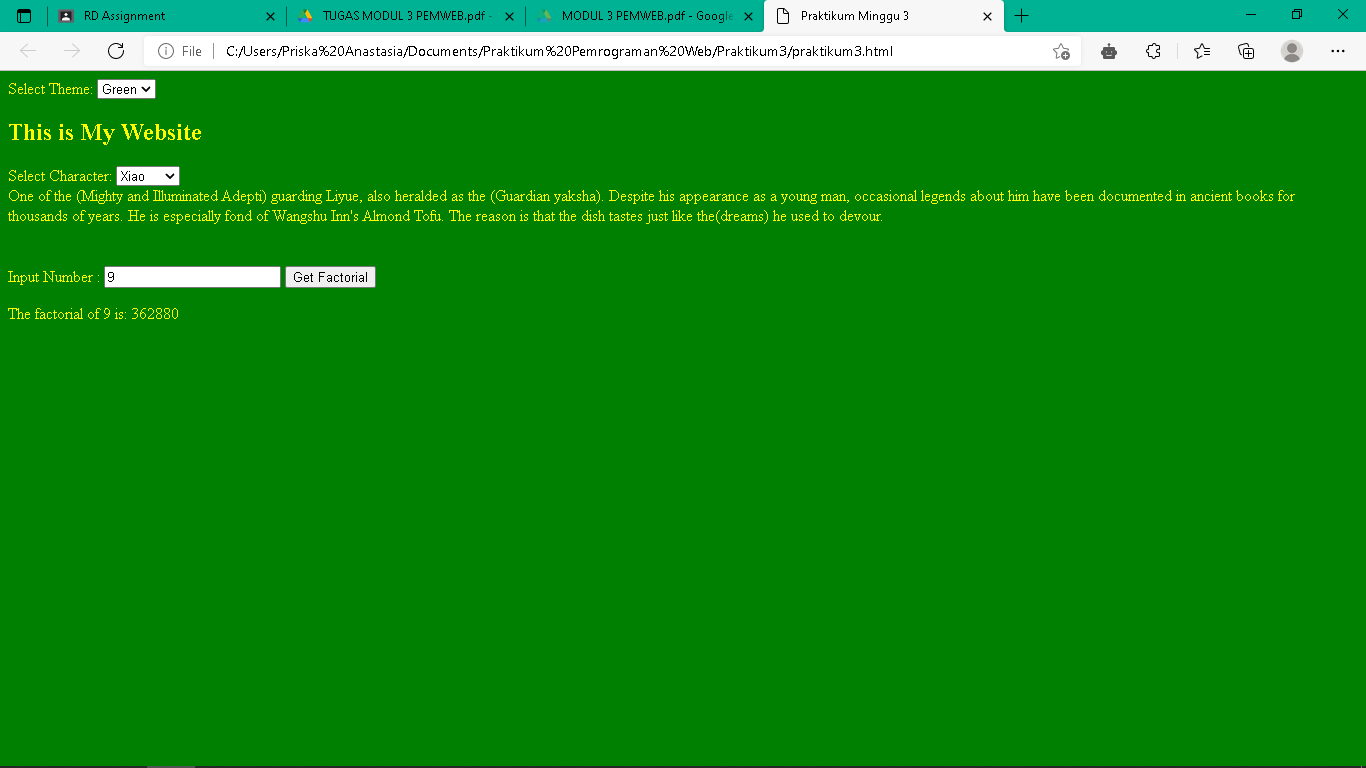 RD Assignment
TUGAS MODUL 3 PEMWEB.pdf -
MODUL 3 PEMWEB.pdf - Google
Praktikum Minggu 3
File
C:/Users/Priska%20Anastasia/Documents/Praktikum%20Pemrograman%20Web/Praktikum3/praktikum3.html
Select Theme: Green
This is My Website
Select Character: Xiao
One of the (Mighty and Illuminated Adepti) guarding Liyue, also heralded as the (Guardian yaksha). Despite his appearance as a young man, occasional legends about him have been documented in ancient books for
thousands of years. He is especially fond of Wangshu Inn's Almond Tofu. The reason is that the dish tastes just like the(dreams) he used to devour.
Input Number : 9 Get Factorial
The factorial of 9 is: 362880